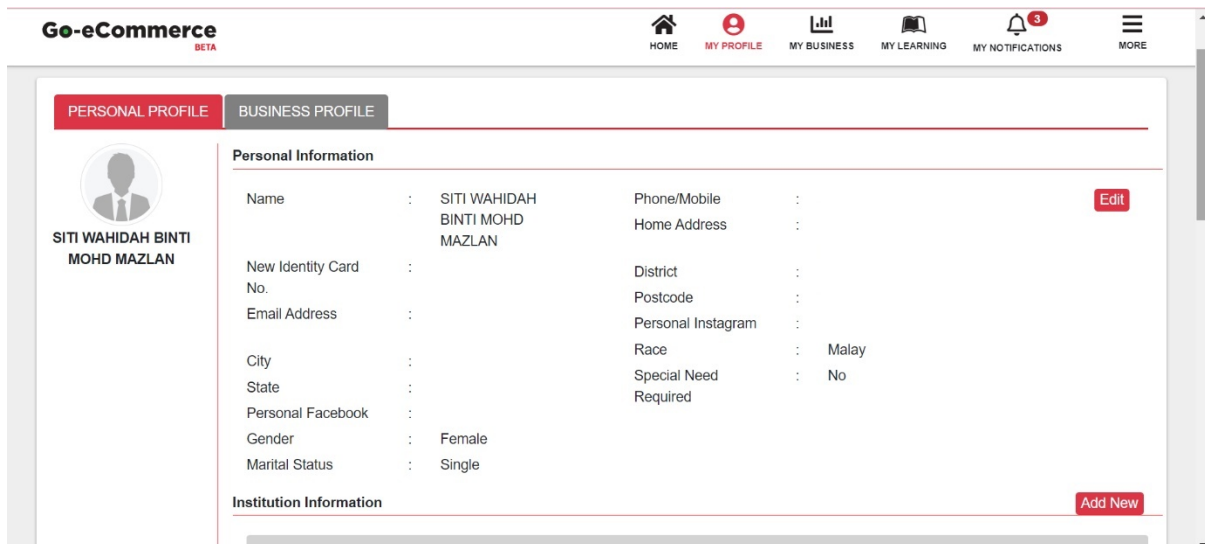 Go-eCommerce
BETA
HOME
MY PROFILE
MY BUSINESS
MY LEARNING
3
MY NOTIFICATIONS
MORE
PERSONAL PROFILE
BUSINESS PROFILE
SITI WAHIDAH BINTI
MOHD MAZLAN
Personal Information
Name : SITI WAHIDAH
BINTI MOHD
MAZLAN
New Identity Card :
No.
Email Address :
City :
State :
Personal Facebook :
Gender : Female
Marital Status : Single
Phone/Mobile :
Home Address :
District :
Postcode :
Personal Instagram :
Race : Malay
Special Need : No
Required
Edit
Institution Information
Add New